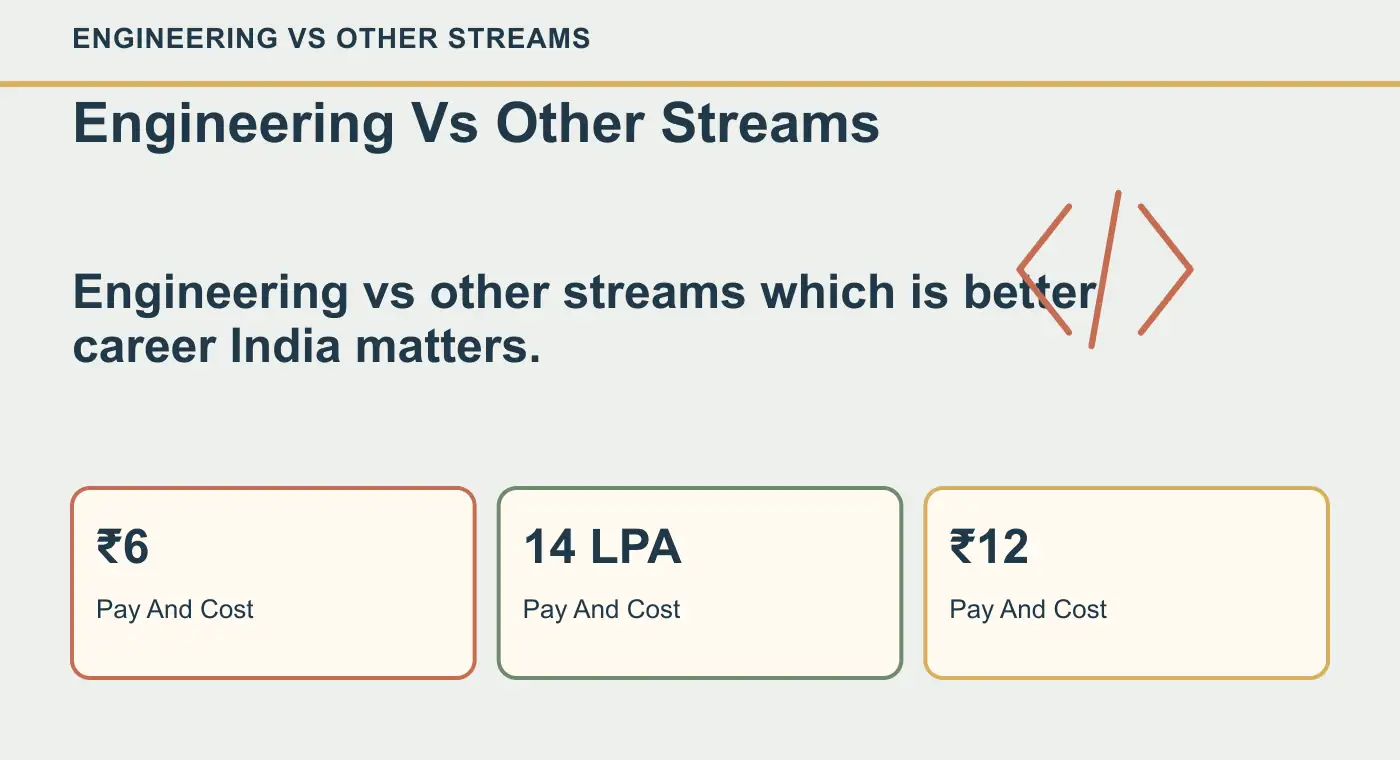 ENGINEERING VS OTHER STREAMS
Engineering Vs Other Streams
Engineering vs other streams which is better
career India matters.
₹6
Pay And Cost
14 LPA
Pay And Cost
₹12
Pay And Cost